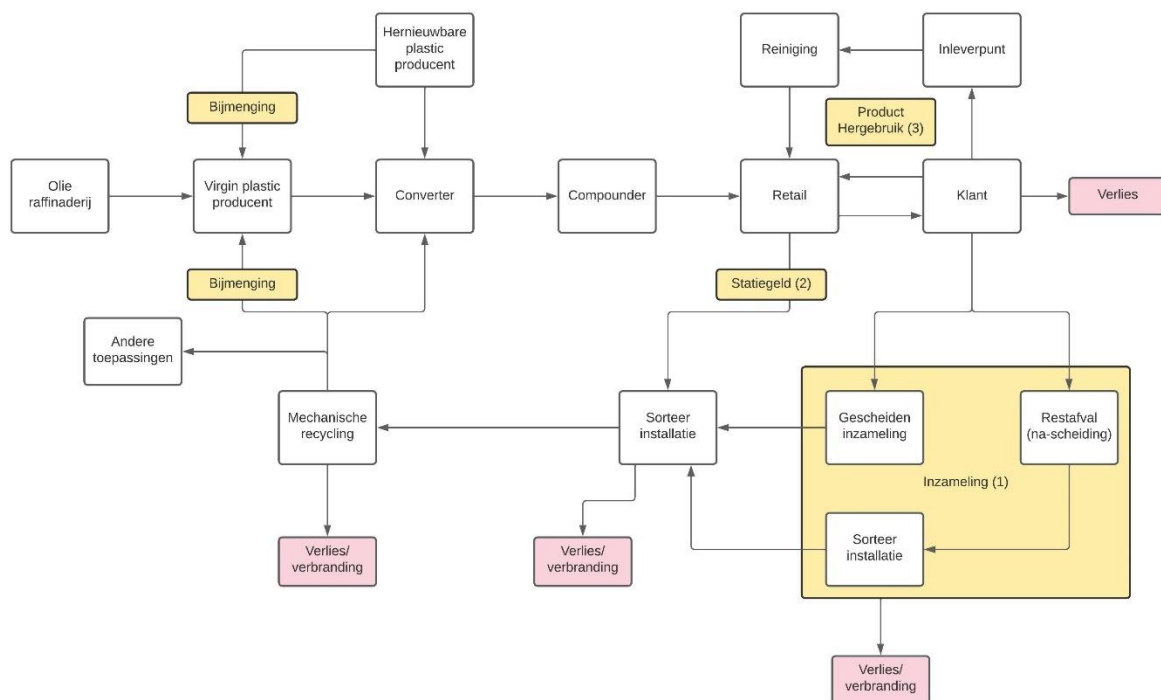 Hernieuwbare
plastic
producent
Reiniging
Inleverpunt
Bijmenging
Product
Hergebruik (3)
Olie
raffinaderij
Virgin plastic
producent
Converter
Compounder
Retail
Klant
Verlies
Bijmenging
Statiegeld (2)
Andere
toepassingen
Mechanische
recycling
Sorteer
installatie
Gescheiden
inzameling
Restafval
(na-scheiding)
Inzameling (1)
Verlies/
verbranding
Verlies/
verbranding
Sorteer
installatie
Verlies/
verbranding